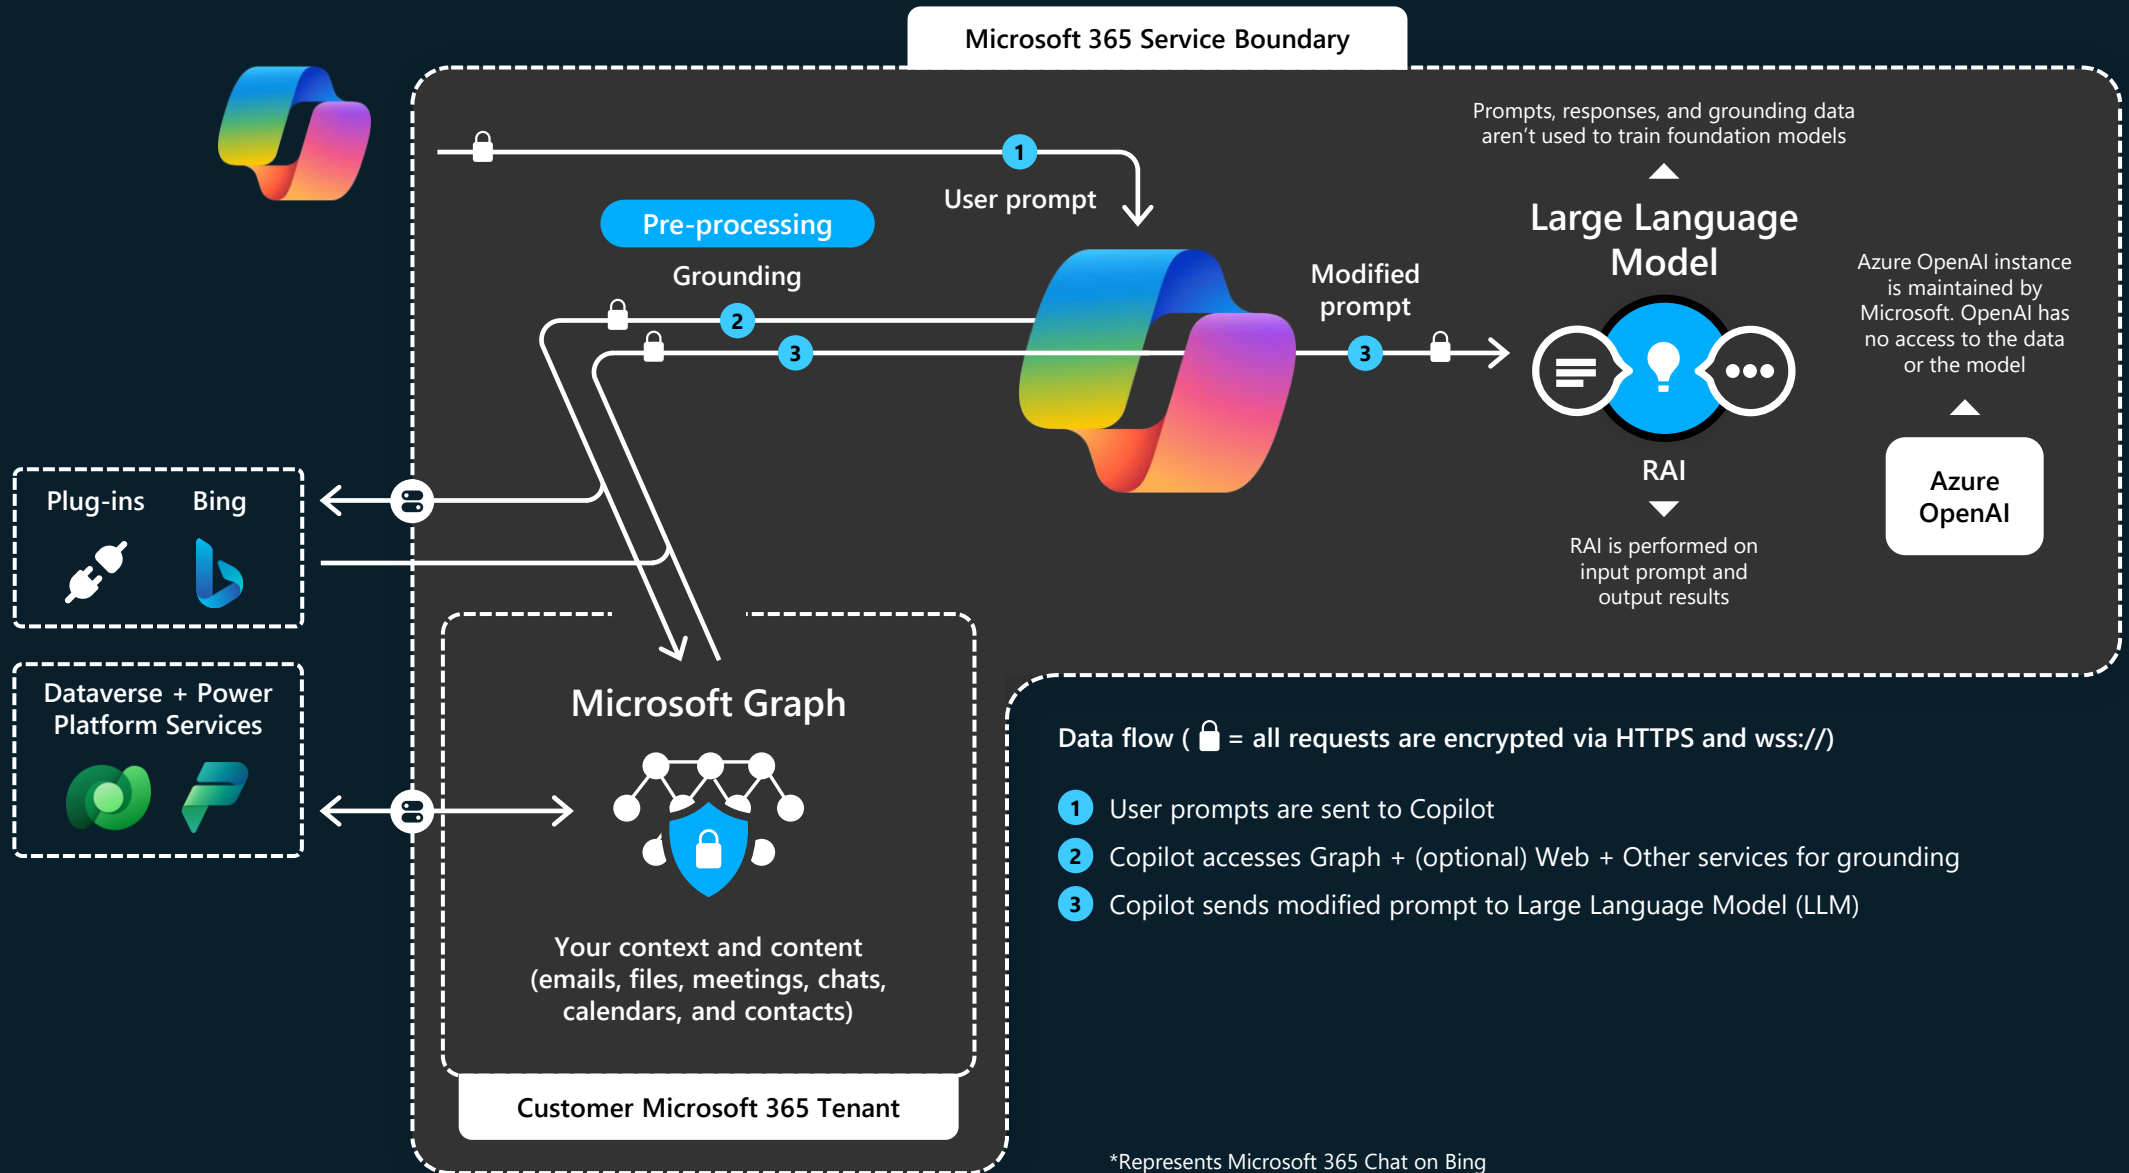 Microsoft 365 Service Boundary
Prompts, responses, and grounding data
aren’t used to train foundation models
1
User prompt
Pre-processing
Grounding
2
3
Modified
prompt
3
Large Language
Model
RAI
RAI is performed on
input prompt and
output results
Azure OpenAI instance
is maintained by
Microsoft. OpenAI has
no access to the data
or the model
Azure
OpenAI
Plug-ins
Bing
Dataverse + Power
Platform Services
Microsoft Graph
Your context and content
(emails, files, meetings, chats,
calendars, and contacts)
Customer Microsoft 365 Tenant
Data flow ( = all requests are encrypted via HTTPS and wss://)
1 User prompts are sent to Copilot
2 Copilot accesses Graph + (optional) Web + Other services for grounding
3 Copilot sends modified prompt to Large Language Model (LLM)
*Represents Microsoft 365 Chat on Bing